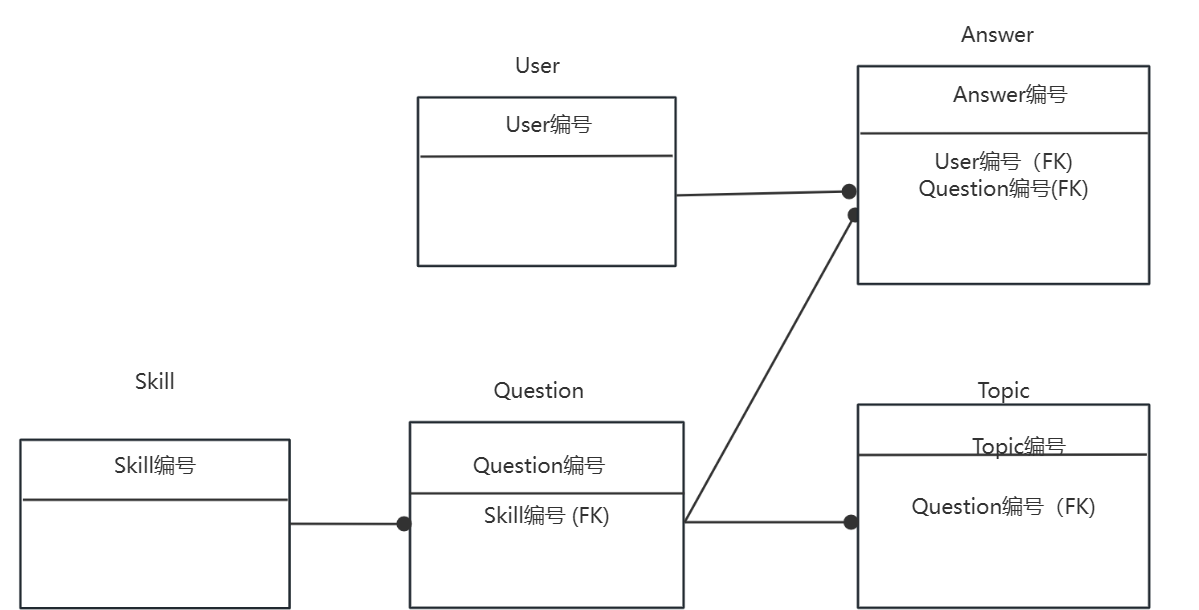 Answer
User
Answer编号
User编号
User编号（FK)
Question编号(FK)
Skill
Question
Topic
Topic编号
Skill编号
Question编号
Question编号（FK)
Skill编号 (FK)